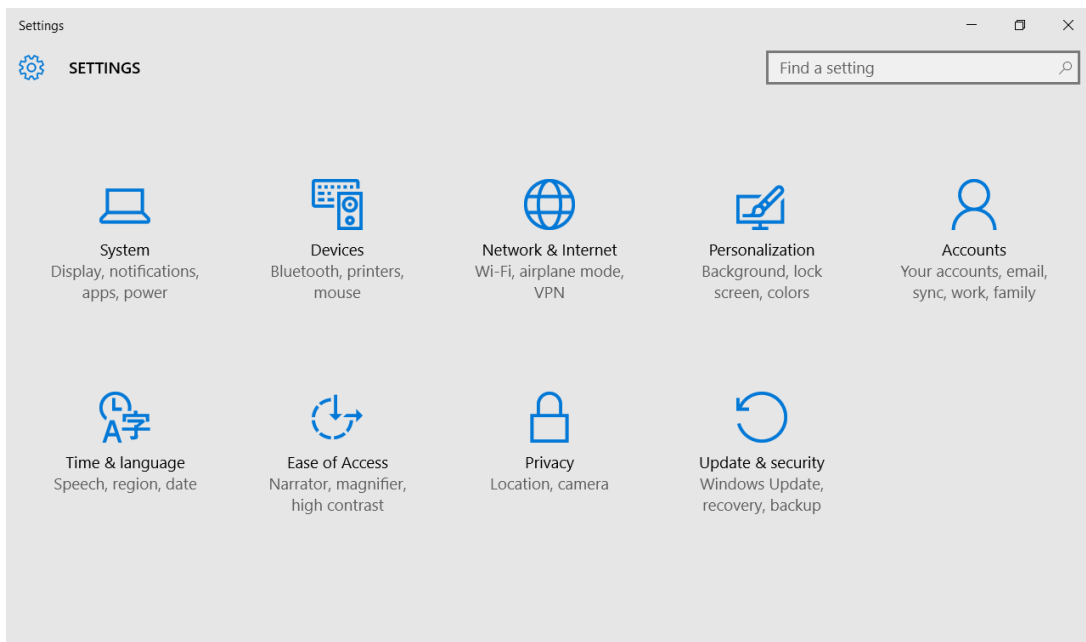 Settings
SETTINGS
Find a setting
System
Display, notifications,
apps, power
Devices
Bluetooth, printers,
mouse
Network & Internet
Wi-Fi, airplane mode,
VPN
Personalization
Background, lock
screen, colors
Accounts
Your accounts, email,
sync, work, family
A字
Time & language
Speech, region, date
Ease of Access
Narrator, magnifier,
high contrast
Privacy
Location, camera
Update & security
Windows Update,
recovery, backup